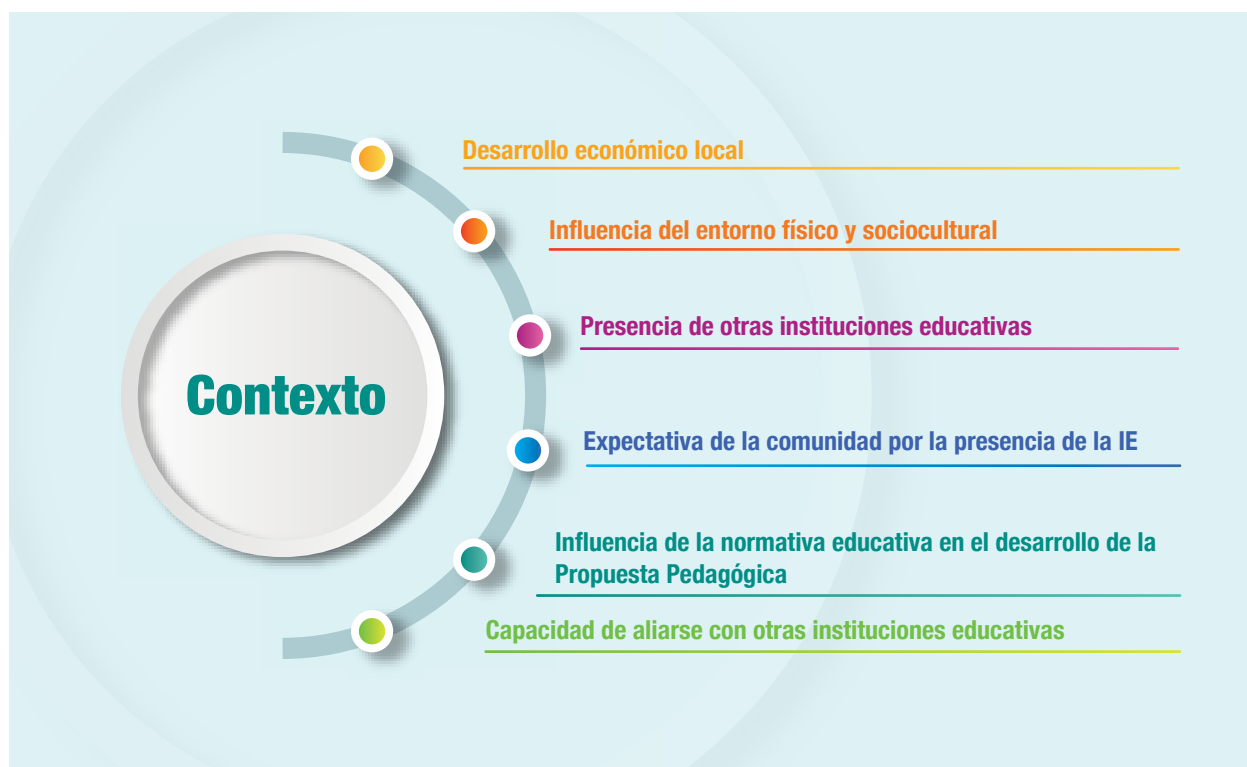 Contexto
Desarrollo económico local
Influencia del entorno físico y sociocultural
Presencia de otras instituciones educativas
Expectativa de la comunidad por la presencia de la IE
Influencia de la normativa educativa en el desarrollo de la
Propuesta Pedagógica
Capacidad de aliarse con otras instituciones educativas